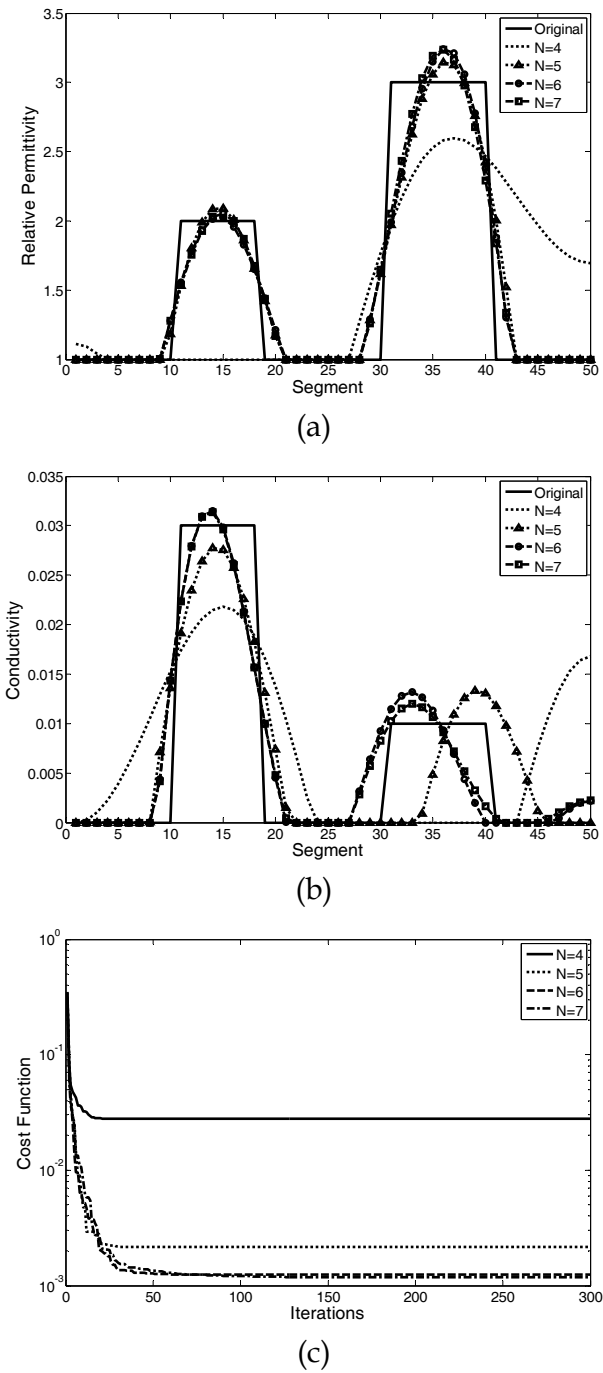 3.5
3
2.5
2
1.5
1
Relative Permittivity
0 5 10 15 20 25 30 35 40 45 50
Segment
Original
N=4
N=5
N=6
N=7
(a)
0.035
0.03
0.025
0.02
0.015
0.01
0.005
0
Conductivity
0 5 10 15 20 25 30 35 40 45 50
Segment
Original
N=4
N=5
N=6
N=7
(b)
10^0
10^-1
10^-2
10^-3
Cost Function
0 50 100 150 200 250 300
Iterations
N=4
N=5
N=6
N=7
(c)